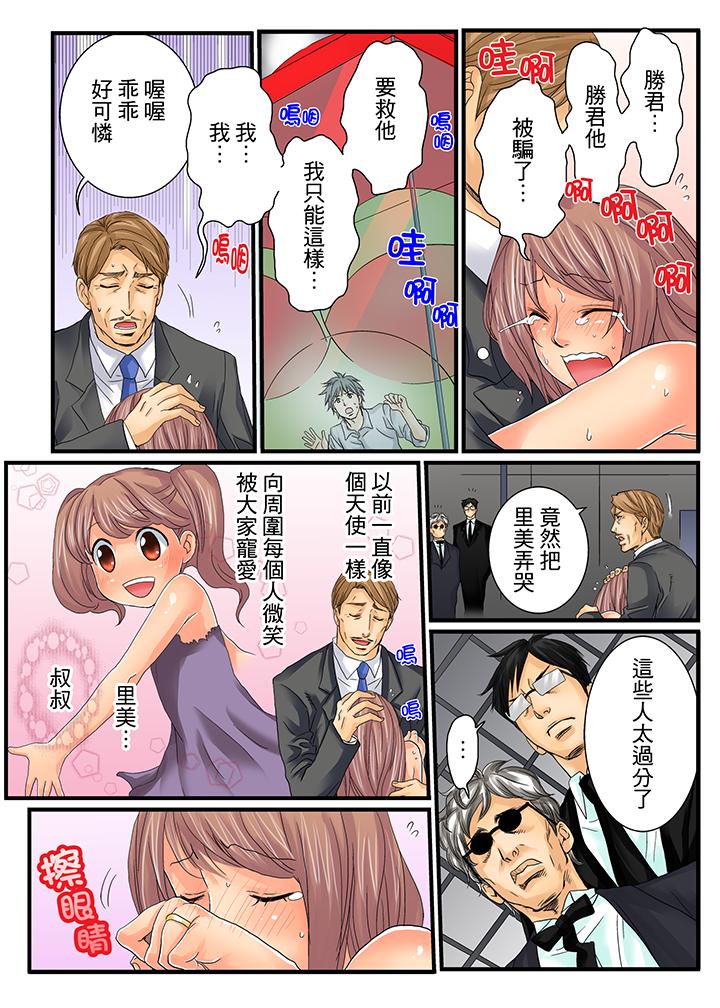 勝君…
勝君他
被騙了…
哇啊
啊
啊
啊
啊
要救他
我只能這樣…
嗚咽
嗚咽
哇
啊
啊
我…
我…
嗚咽
喔喔
乖乖
好可憐
竟然把
里美弄哭
以前一直像
個天使一樣
向周圍每個人微笑
被大家寵愛
嗚
嗚
里美…
叔叔
這些人太過分了
…
擦眼睛